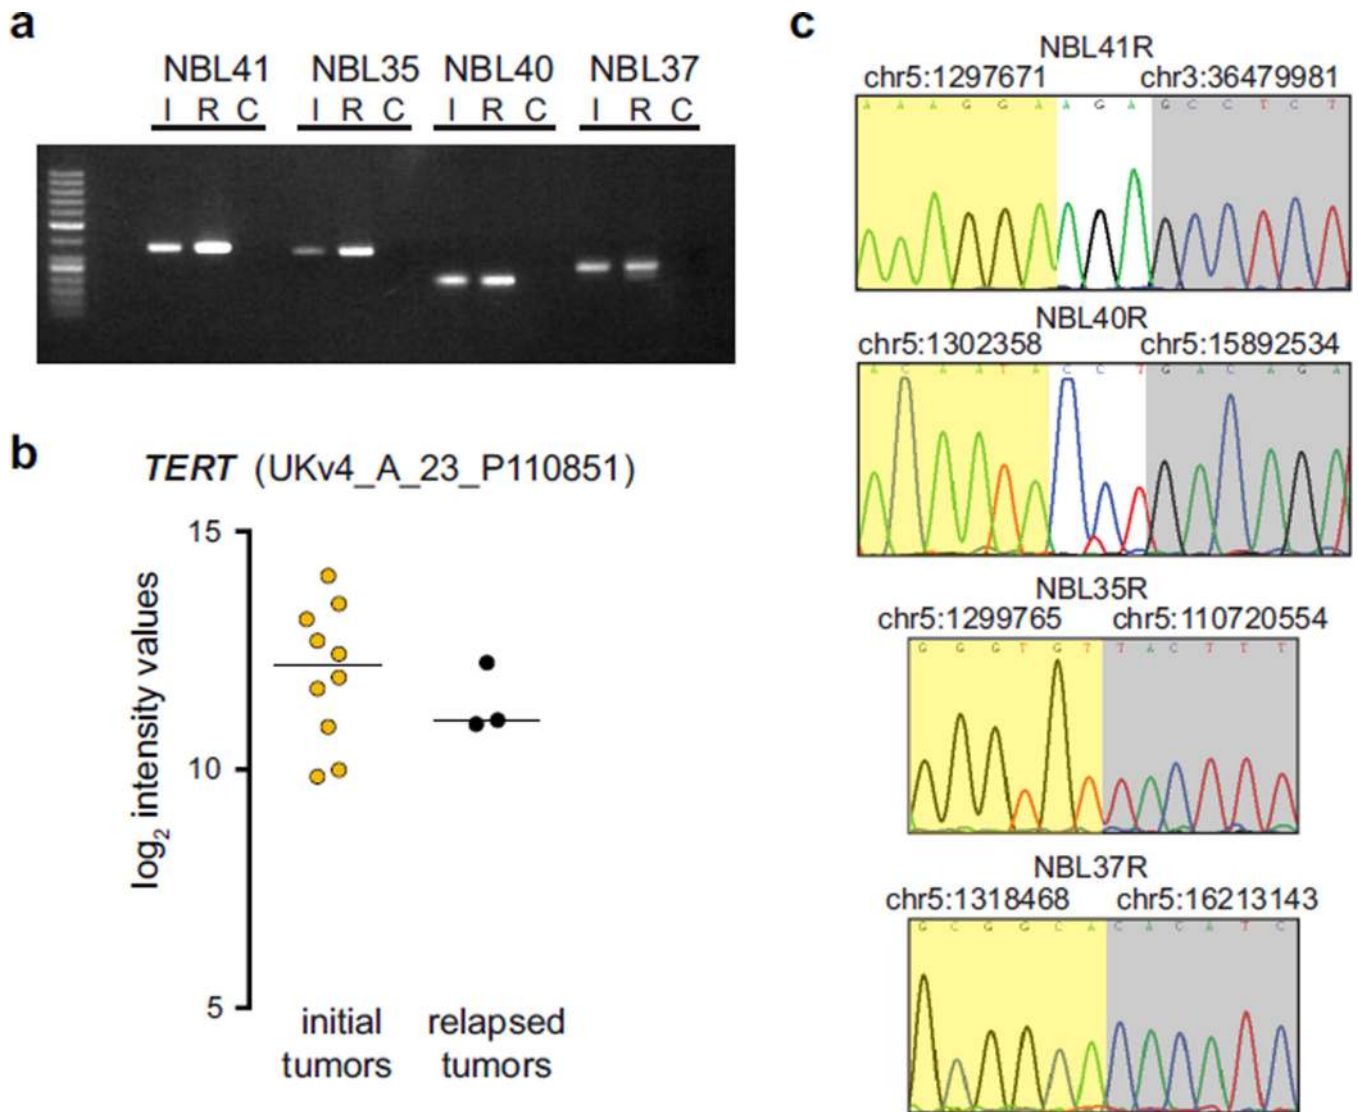 a
NBL41 NBL35 NBL40 NBL37
I R C I R C I R C I R C
b
TERT (UKv4_A_23_P110851)
log2 intensity values
15
10
5
initial tumors
relapsed tumors
c
NBL41R
chr5:1297671 chr3:36479981
A A A G G A A G A G C C T C T
NBL40R
chr5:1302358 chr5:15892534
A C A A T A C C T G A C A G A
NBL35R
chr5:1299765 chr5:110720554
G G G T G T T A C T T T
NBL37R
chr5:1318468 chr5:16213143
G C G G C A C A C A T C